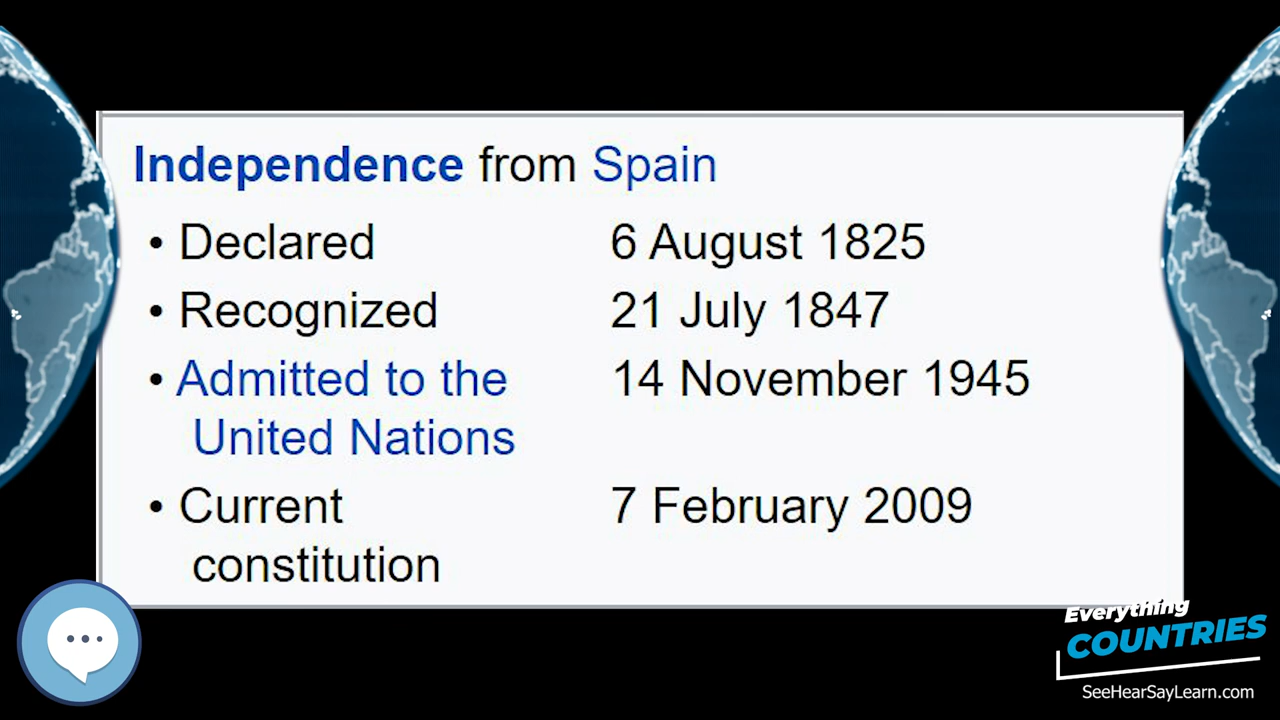 Independence from Spain
• Declared 6 August 1825
• Recognized 21 July 1847
• Admitted to the 14 November 1945
United Nations
• Current 7 February 2009
constitution
Everything
COUNTRIES
SeeHearSayLearn.com